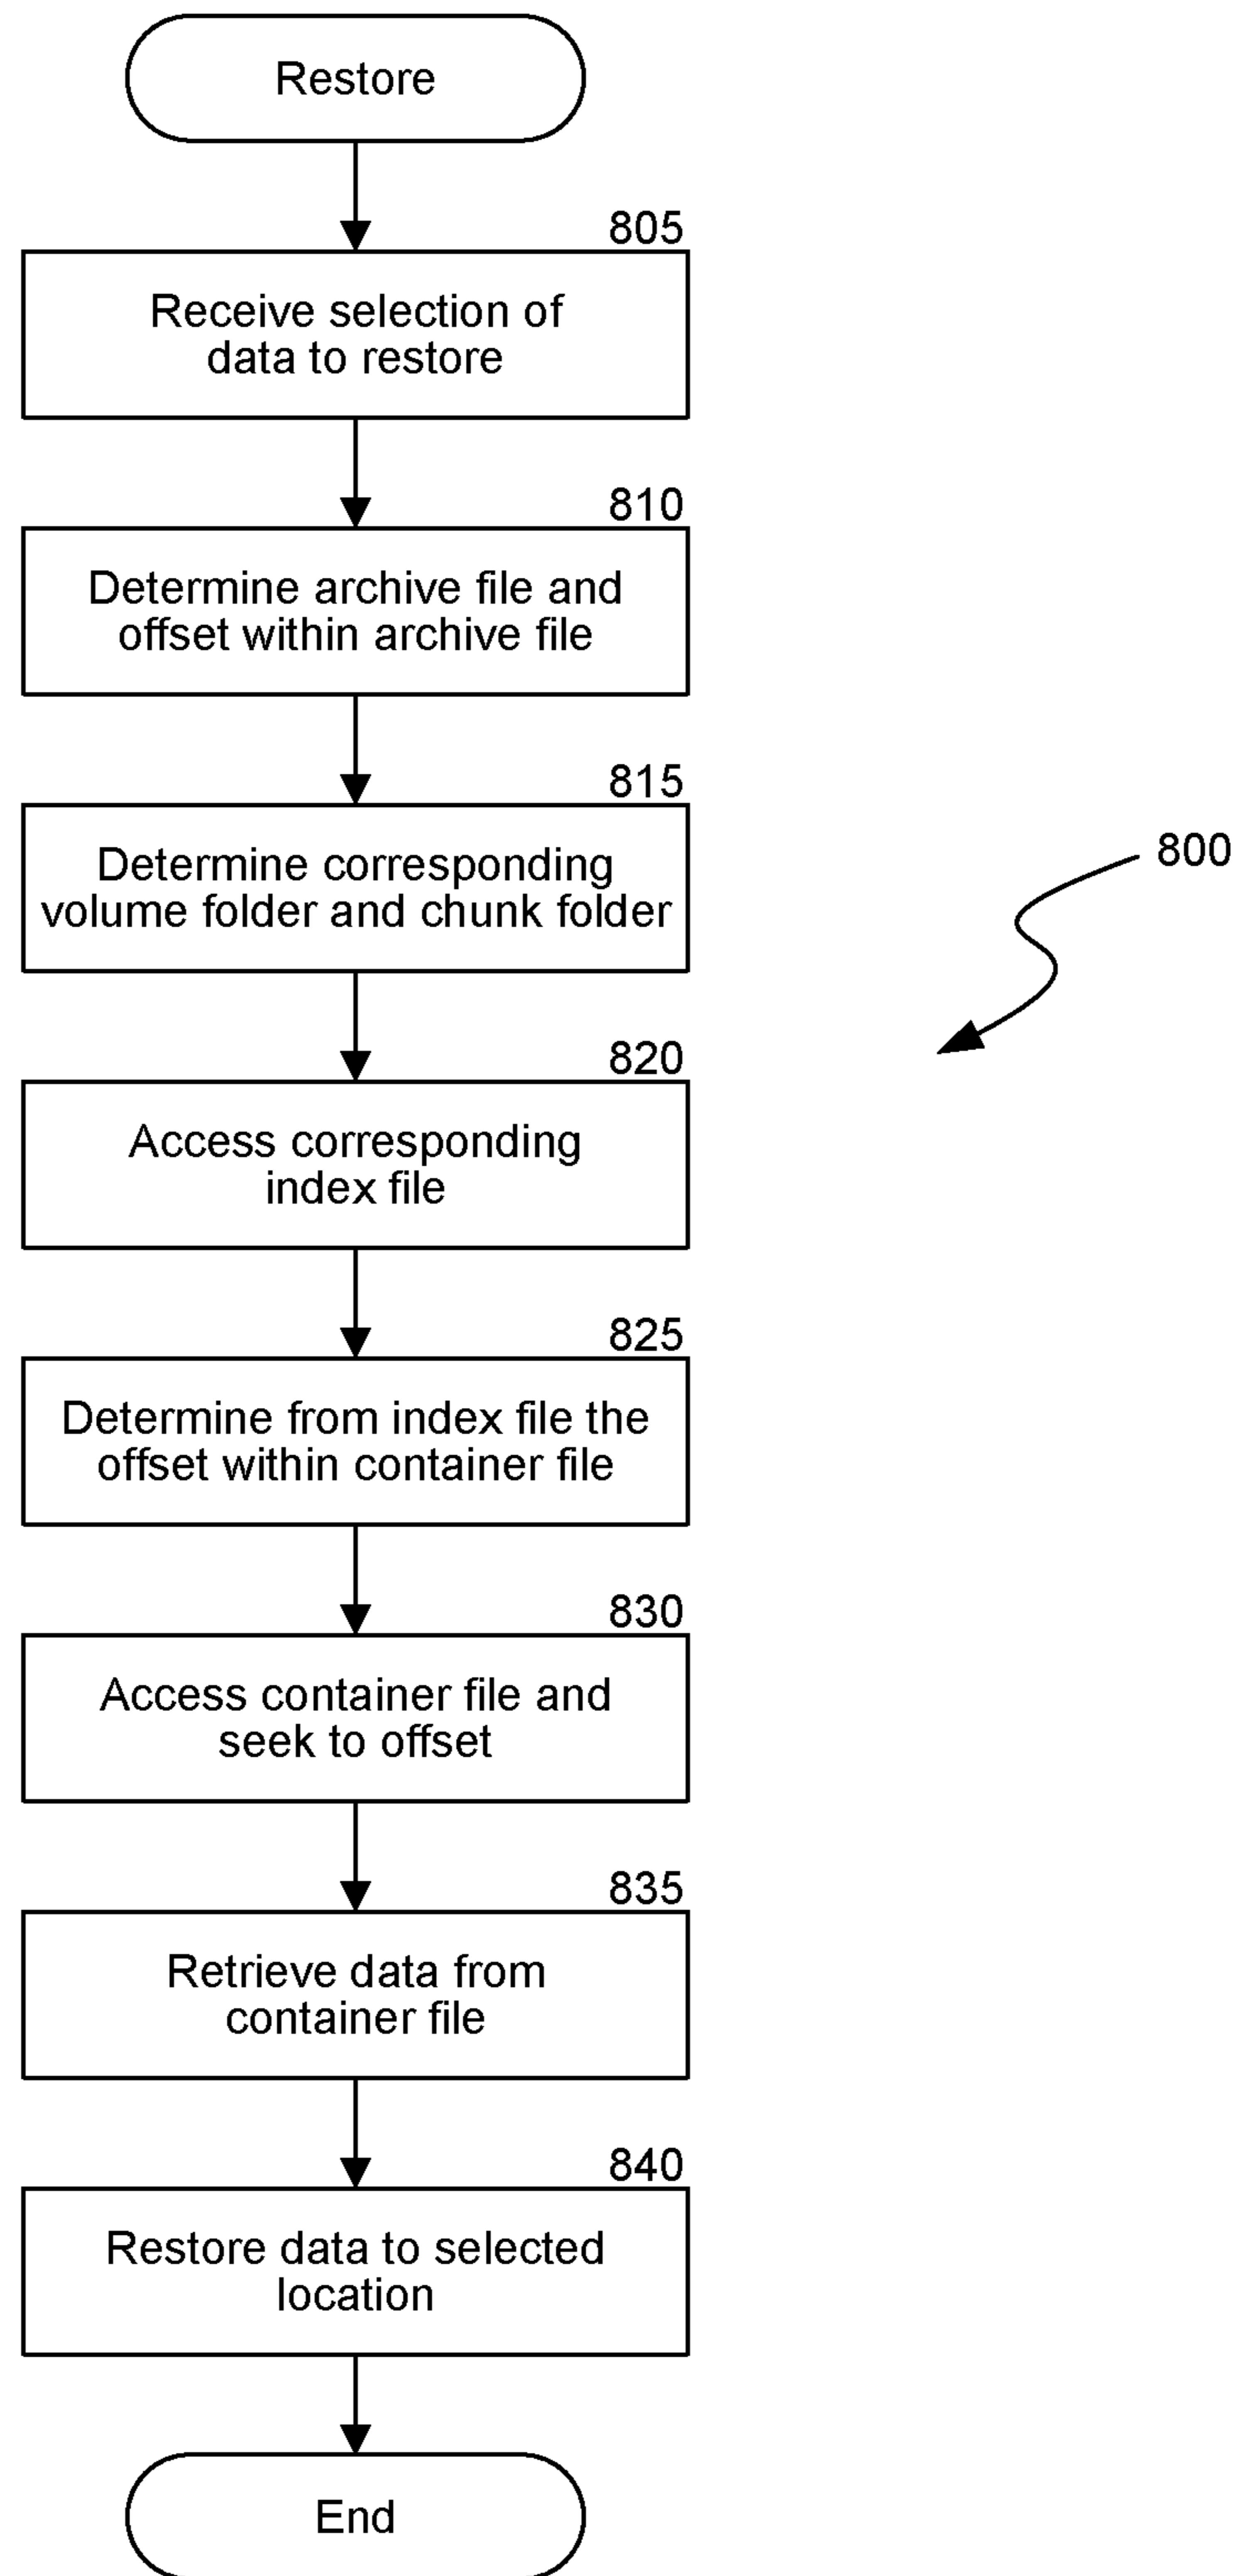 Restore
805
Receive selection of
data to restore
810
Determine archive file and
offset within archive file
815
Determine corresponding
volume folder and chunk folder
800
820
Access corresponding
index file
825
Determine from index file the
offset within container file
830
Access container file and
seek to offset
835
Retrieve data from
container file
840
Restore data to selected
location
End